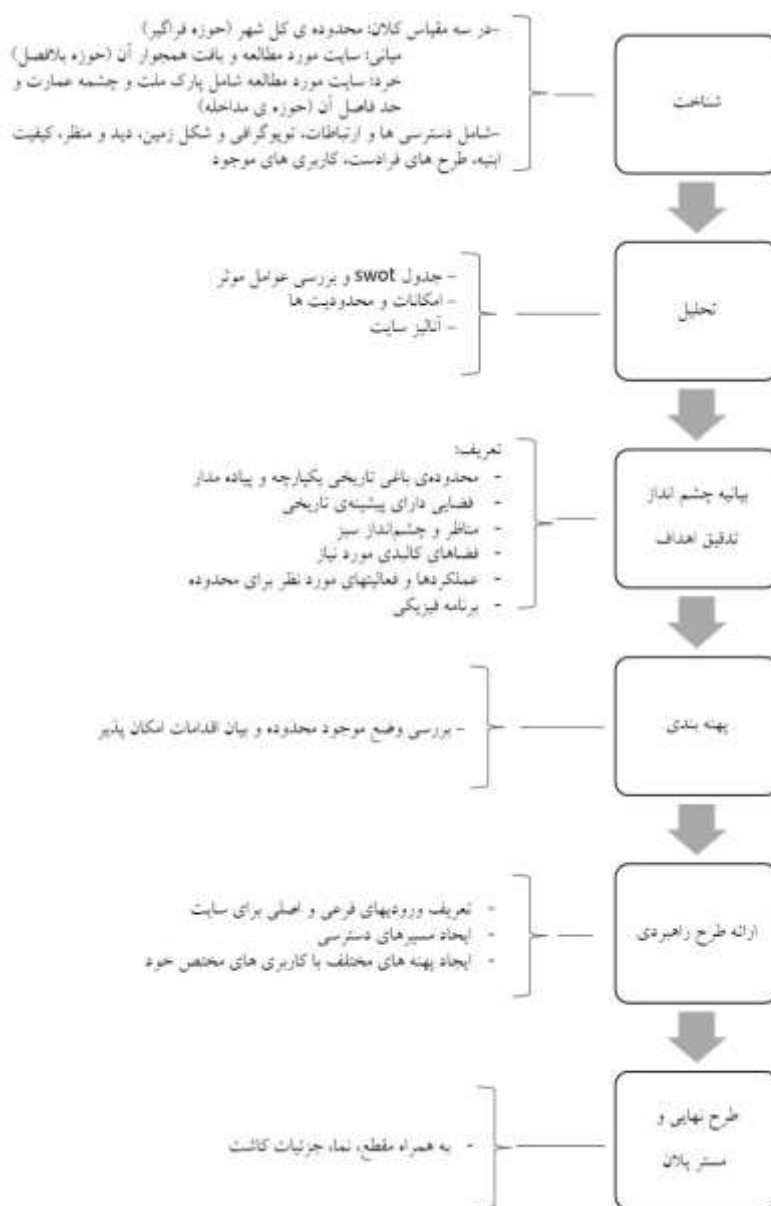 -در سه مقیاس کلان: محدوده ی کل شهر (حوزه فراگیر)
میانی: سایت مورد مطالعه و بافت همجوار آن (حوزه بلافصل)
خرد: سایت مورد مطالعه شامل پارک ملت و چشمه عمارت و
حد فاصل آن (حوزه ی مداخله)
-شامل دسترسی ها و ارتباطات، توپوگرافی و شکل زمین، دید و منظر، کیفیت
ابنیه، طرح های فرادست، کاربری های موجود
شناخت
- جدول swot و بررسی عوامل موثر
- امکانات و محدودیت ها
- آنالیز سایت
تحلیل
تعریف:
- محدوده‌ی باغی تاریخی یکپارچه و پیاده مدار
- فضایی دارای پیشینه‌ی تاریخی
- مناظر و چشم‌انداز سبز
- فضاهای کالبدی مورد نیاز
- عملکردها و فعالیتهای مورد نظر برای محدوده
- برنامه فیزیکی
بیانیه چشم انداز
تدقیق اهداف
- بررسی وضع موجود محدوده و بیان اقدامات امکان پذیر
پهنه بندی
- تعریف ورودیهای فرعی و اصلی برای سایت
- ایجاد مسیرهای دسترسی
- ایجاد پهنه های مختلف با کاربری های مختص خود
ارائه طرح راهبردی
- به همراه مقطع، نما، جزئیات کاشت
طرح نهایی و
مستر پلان